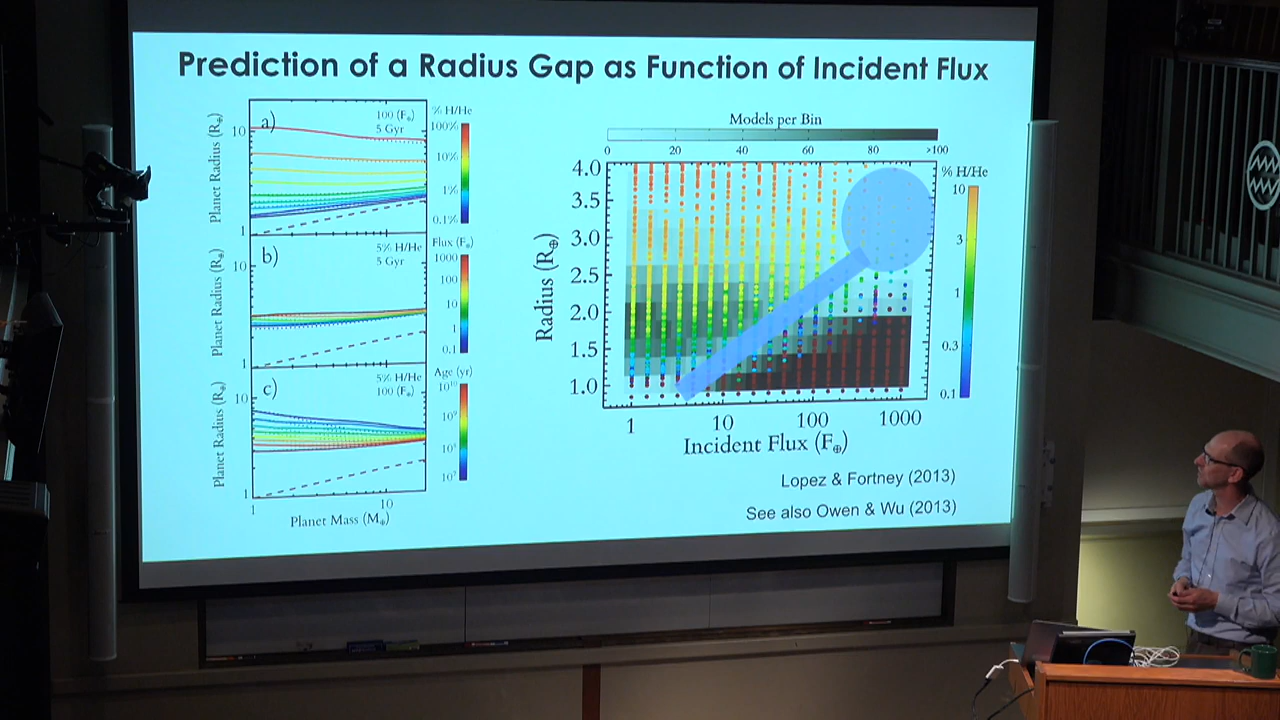 Prediction of a Radius Gap as Function of Incident Flux
a)
100 (F⊕)
5 Gyr
% H/He
100%
10%
1%
0.1%
Planet Radius (R⊕)
10
1
b)
5% H/He
5 Gyr
Flux (F⊕)
1000
100
10
1
0.1
Planet Radius (R⊕)
10
1
c)
5% H/He
100 (F⊕)
Age (yr)
10¹⁰
10⁹
10⁸
10⁷
Planet Radius (R⊕)
10
1
1 10
Planet Mass (M⊕)
Models per Bin
0 20 40 60 80 >100
Radius (R⊕)
4.0
3.5
3.0
2.5
2.0
1.5
1.0
1 10 100 1000
Incident Flux (F⊕)
% H/He
10
3
1
0.3
0.1
Lopez & Fortney (2013)
See also Owen & Wu (2013)